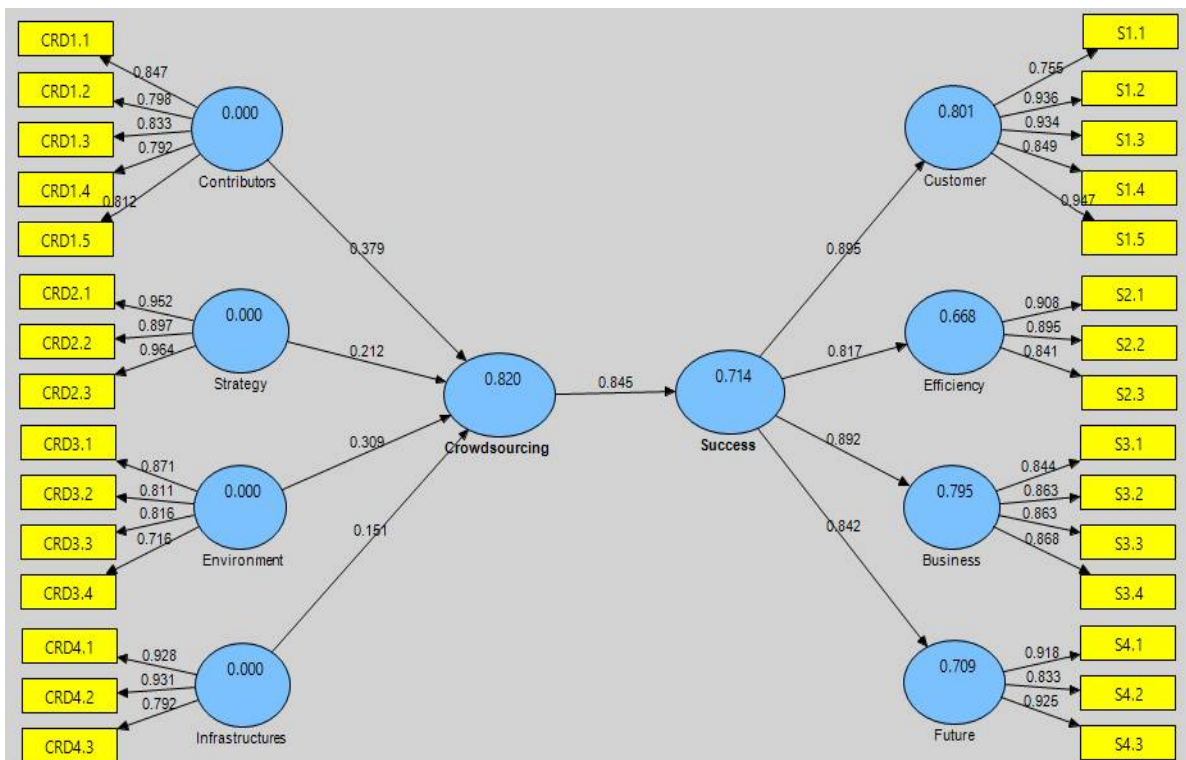 CRD1.1
0.847
CRD1.2
0.798
CRD1.3
0.833
CRD1.4
0.792
CRD1.5
0.812
0.000
Contributors
0.379
CRD2.1
0.952
CRD2.2
0.897
CRD2.3
0.964
0.000
Strategy
0.212
CRD3.1
0.871
CRD3.2
0.811
CRD3.3
0.816
CRD3.4
0.716
0.000
Environment
0.309
CRD4.1
0.928
CRD4.2
0.931
CRD4.3
0.792
0.000
Infrastructures
0.151
0.820
Crowdsourcing
0.845
0.714
Success
0.895
0.817
0.892
0.842
0.801
Customer
0.755
S1.1
0.936
S1.2
0.934
S1.3
0.849
S1.4
0.947
S1.5
0.668
Efficiency
0.908
S2.1
0.895
S2.2
0.841
S2.3
0.795
Business
0.844
S3.1
0.863
S3.2
0.863
S3.3
0.868
S3.4
0.709
Future
0.918
S4.1
0.833
S4.2
0.925
S4.3